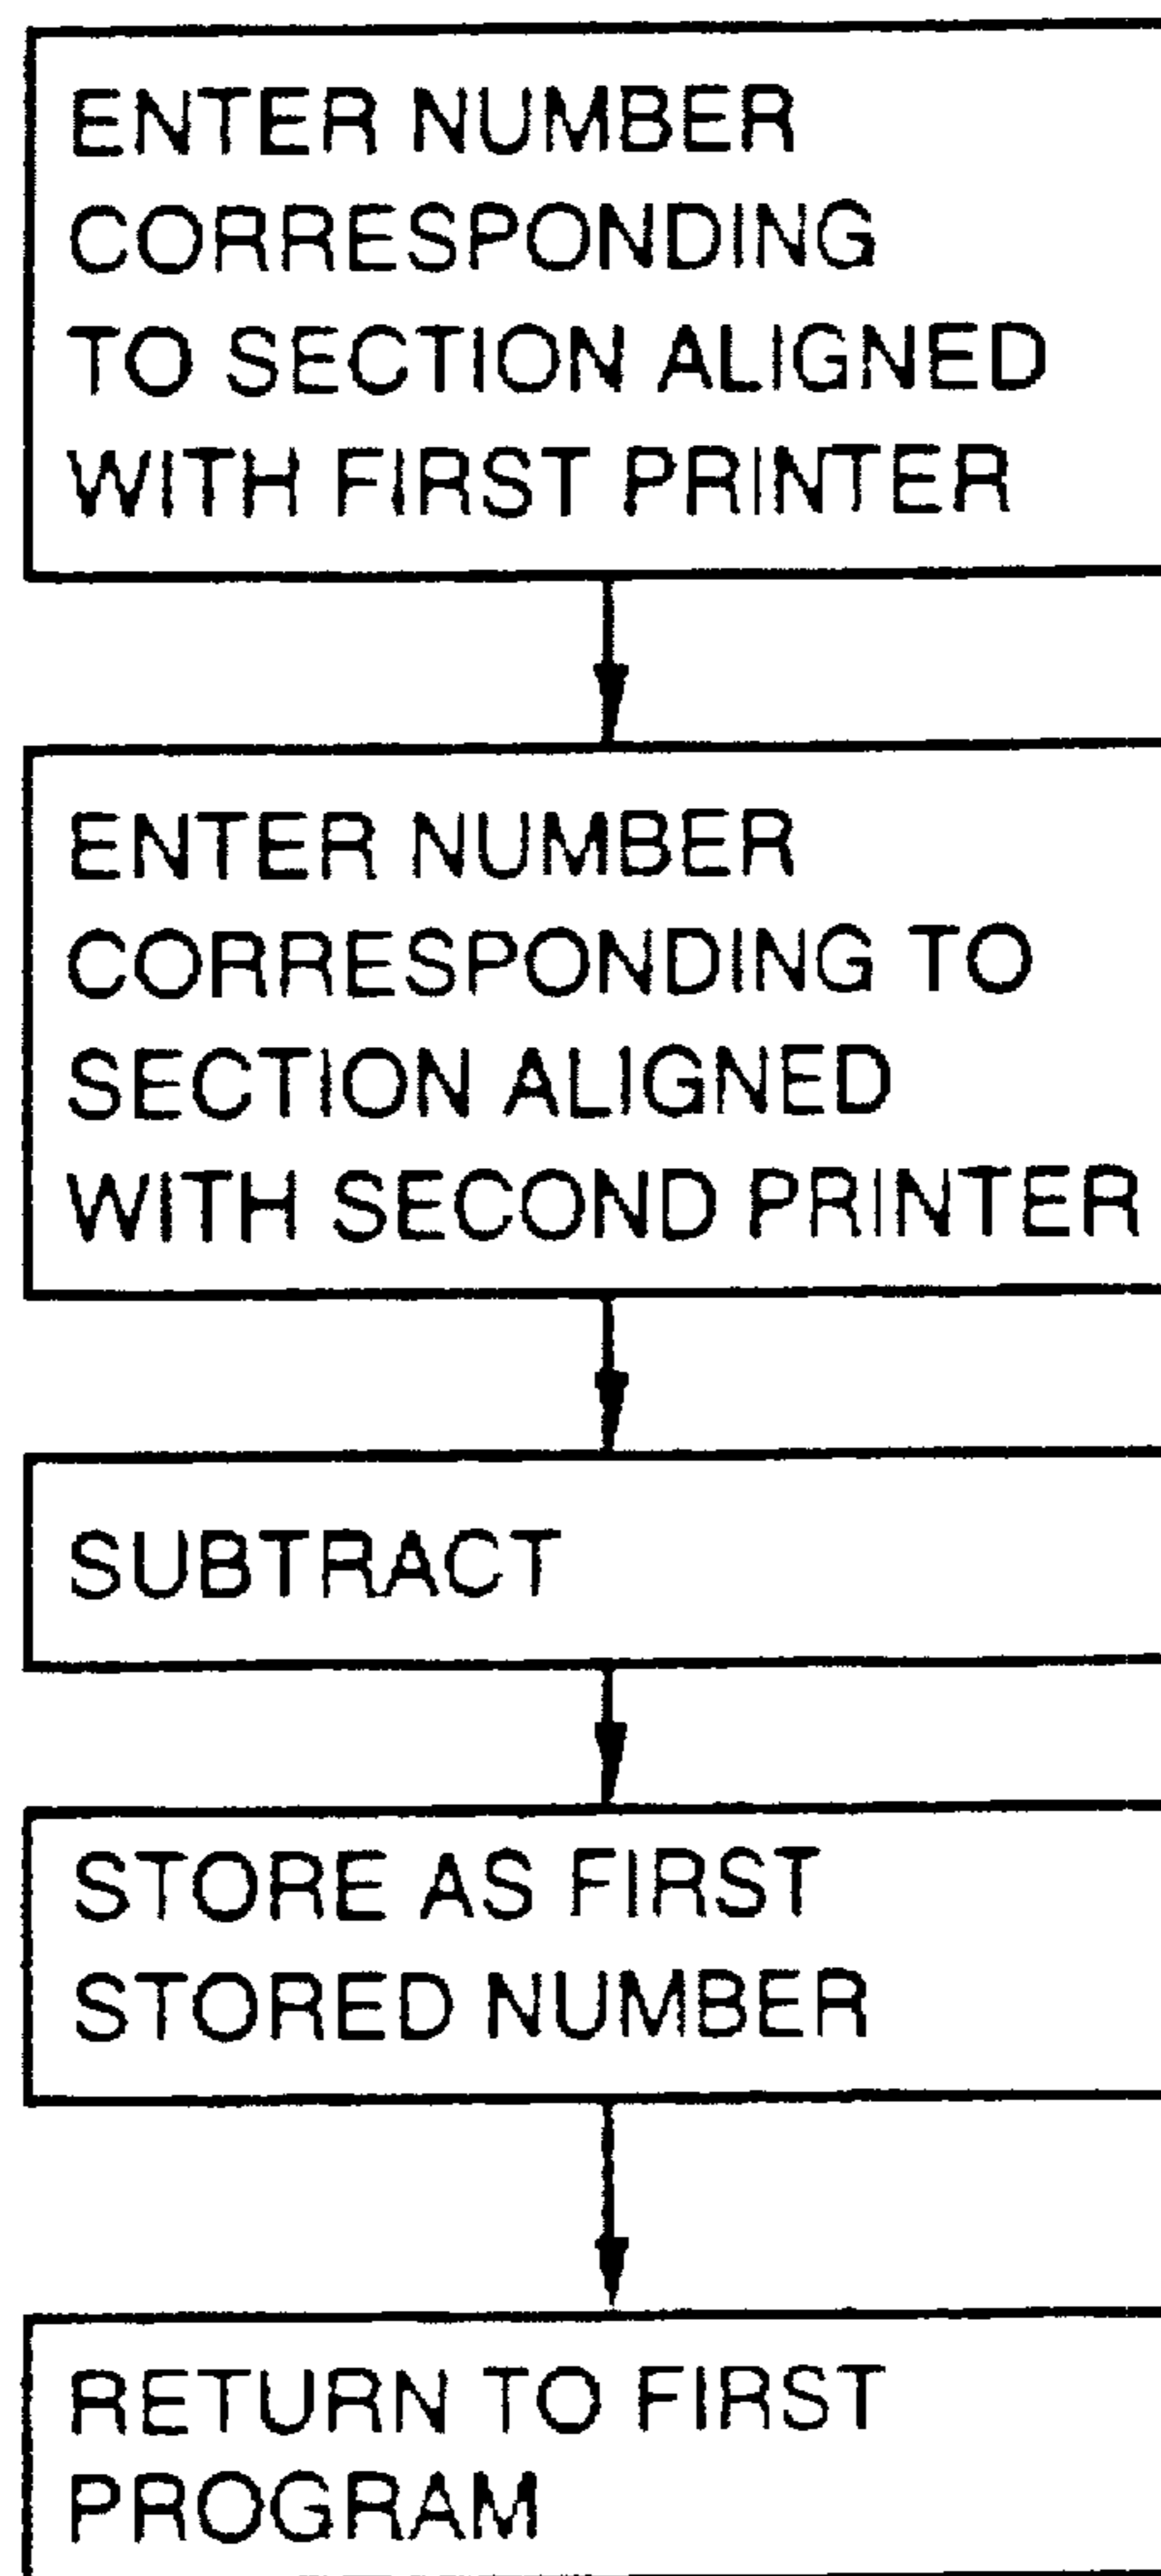 ENTER NUMBER
CORRESPONDING
TO SECTION ALIGNED
WITH FIRST PRINTER
ENTER NUMBER
CORRESPONDING TO
SECTION ALIGNED
WITH SECOND PRINTER
SUBTRACT
STORE AS FIRST
STORED NUMBER
RETURN TO FIRST
PROGRAM